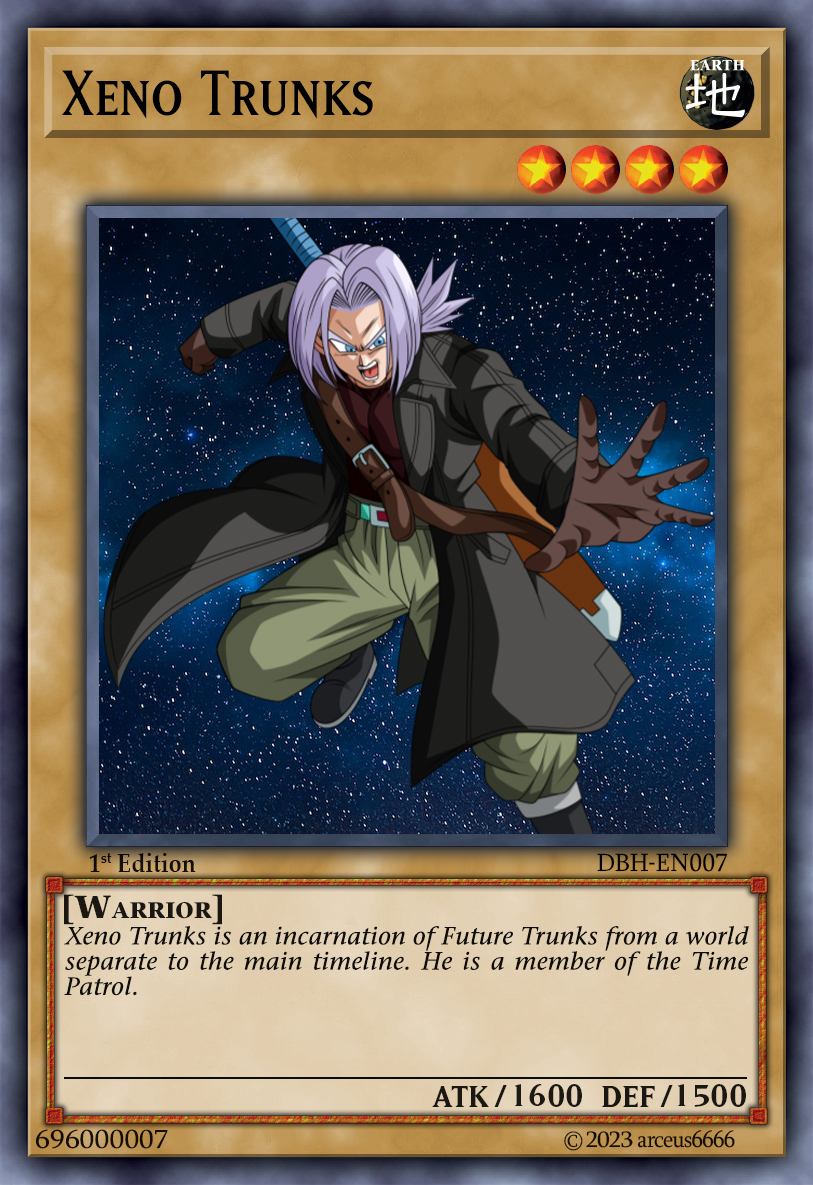 Xeno Trunks
EARTH
地
1st Edition
DBH-EN007
[Warrior]
Xeno Trunks is an incarnation of Future Trunks from a world
separate to the main timeline. He is a member of the Time
Patrol.
ATK/1600 DEF/1500
696000007
© 2023 arceus6666